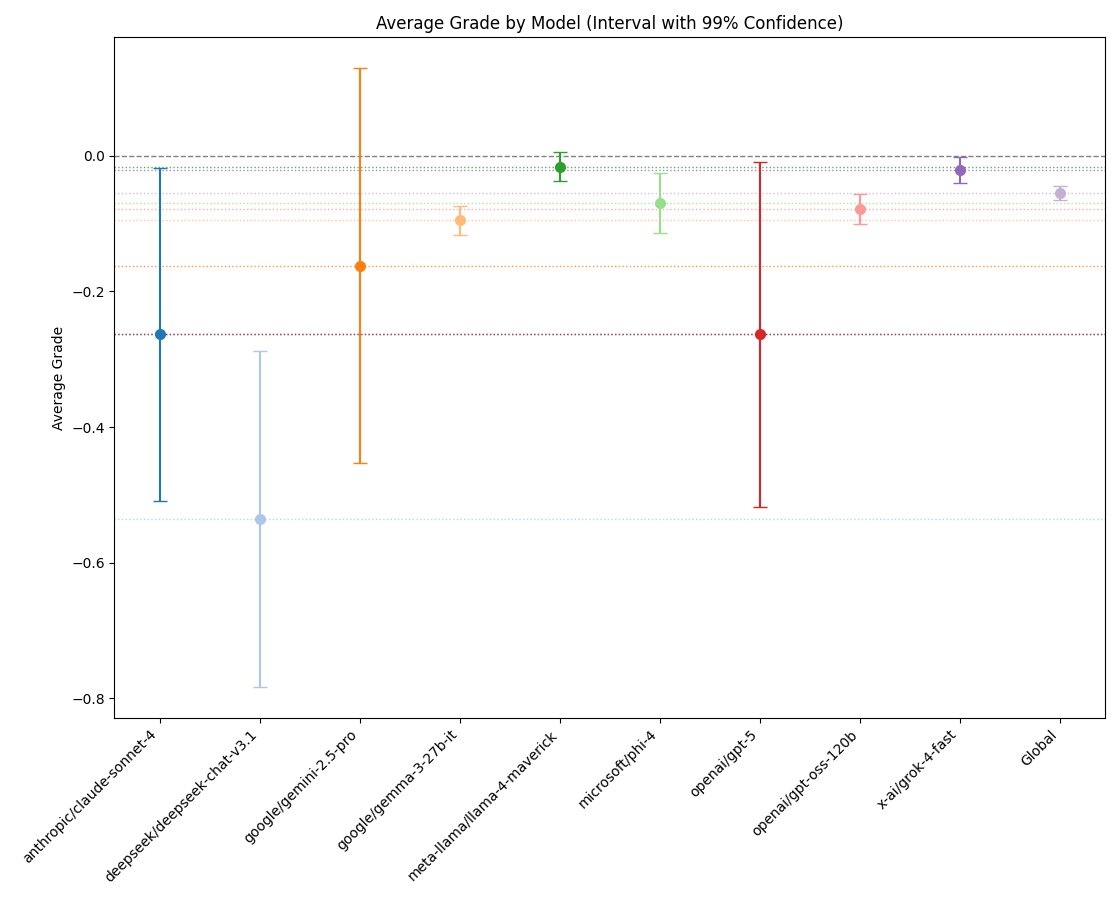 Average Grade by Model (Interval with 99% Confidence)
Average Grade
0.0
−0.2
−0.4
−0.6
−0.8
anthropic/claude-sonnet-4
deepseek/deepseek-chat-v3.1
google/gemini-2.5-pro
google/gemma-3-27b-it
meta-llama/llama-4-maverick
microsoft/phi-4
openai/gpt-5
openai/gpt-oss-120b
x-ai/grok-4-fast
Global